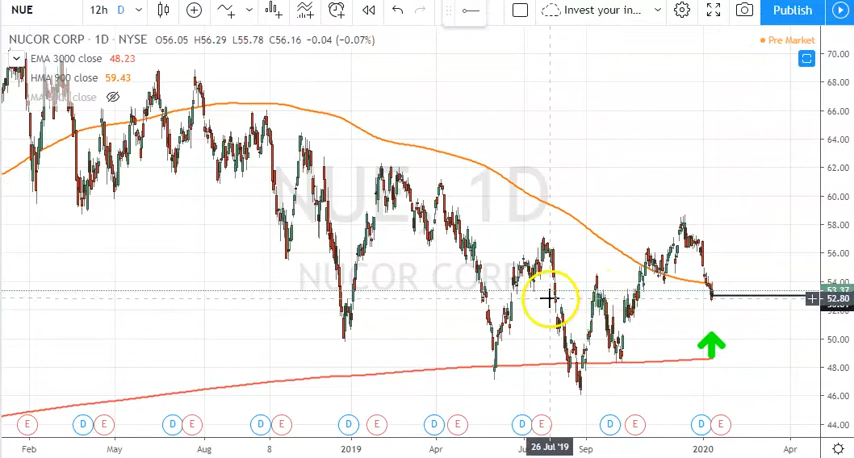 NUE 12h D Invest your in... Publish
NUCOR CORP · 1D · NYSE O56.05 H56.29 L55.78 C56.16 −0.04 (−0.07%)
Pre Market
EMA 3000 close 48.23
HMA 900 close 59.43
close
NUE, 1D
NUCOR CORP
70.00
68.00
66.00
64.00
62.00
60.00
58.00
56.00
54.00
53.37
52.80
50.00
48.00
46.00
44.00
E D E D E D E D E D E D E D E D E
Feb May Aug 8 2019 Apr 26 Jul '19 Sep 2020 Apr